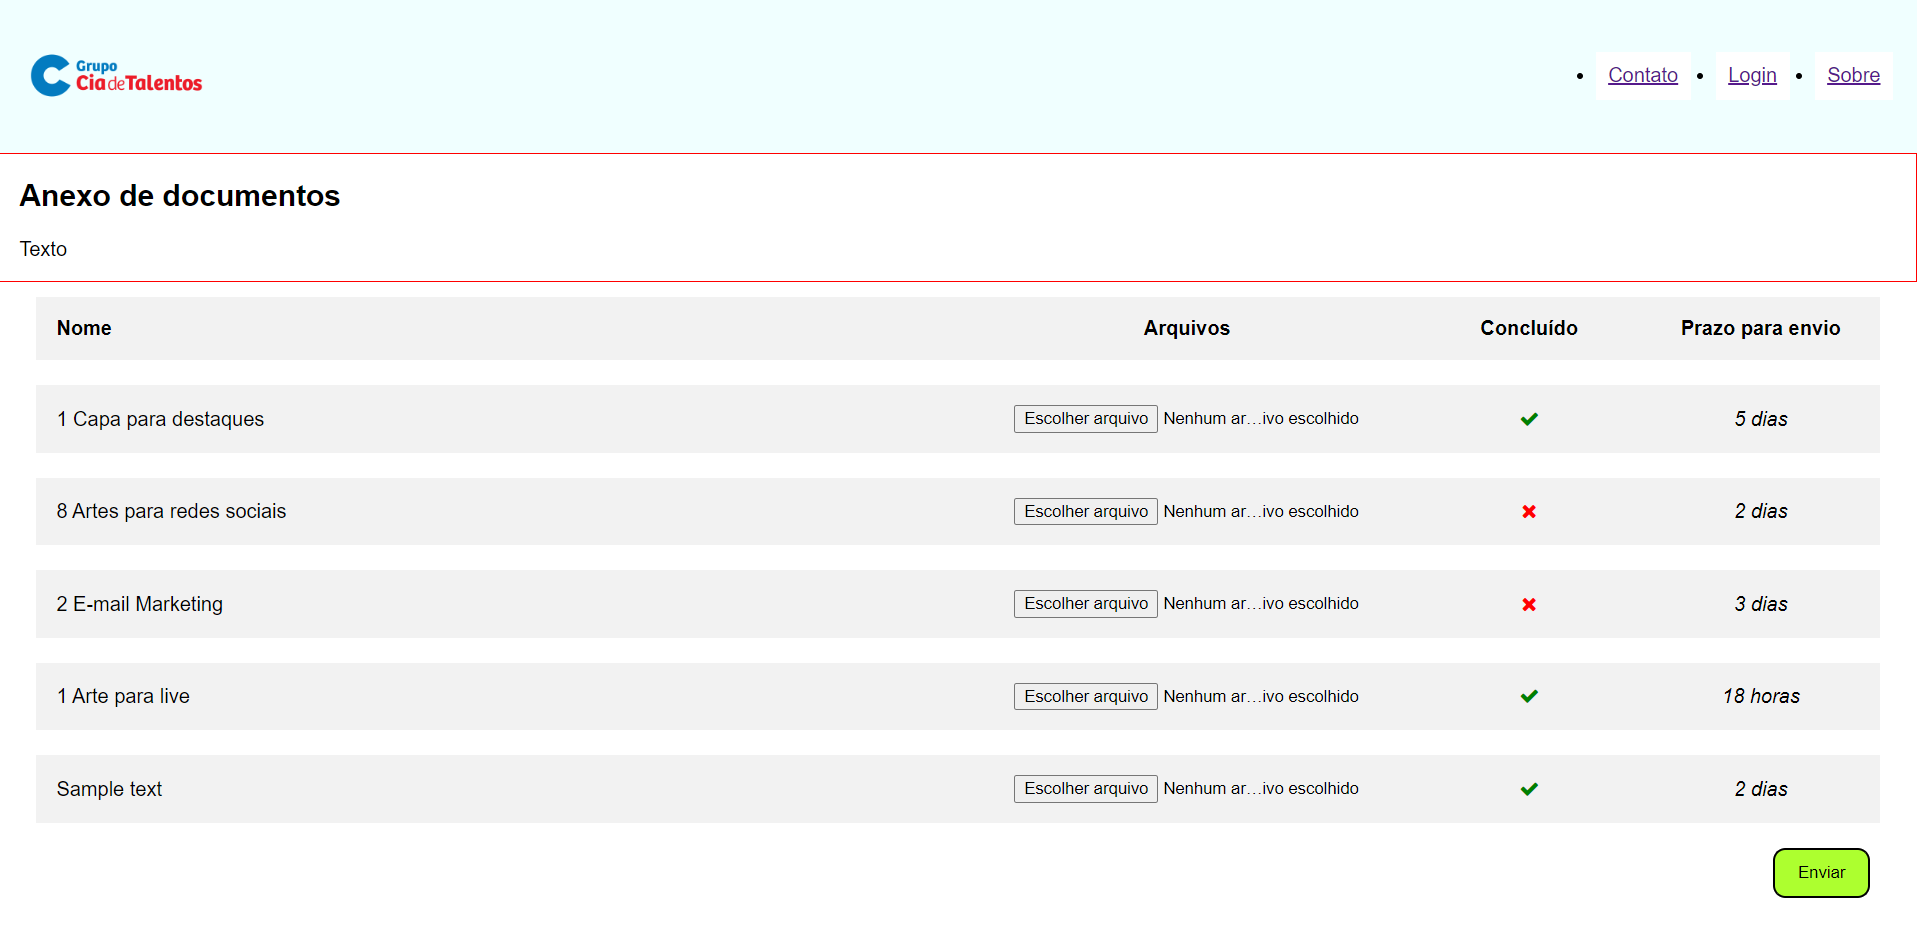 Grupo
Cia de Talentos
Contato Login Sobre
Anexo de documentos
Texto
Nome Arquivos Concluído Prazo para envio
1 Capa para destaques Escolher arquivo Nenhum ar...ivo escolhido 5 dias
8 Artes para redes sociais Escolher arquivo Nenhum ar...ivo escolhido 2 dias
2 E-mail Marketing Escolher arquivo Nenhum ar...ivo escolhido 3 dias
1 Arte para live Escolher arquivo Nenhum ar...ivo escolhido 18 horas
Sample text Escolher arquivo Nenhum ar...ivo escolhido 2 dias
Enviar